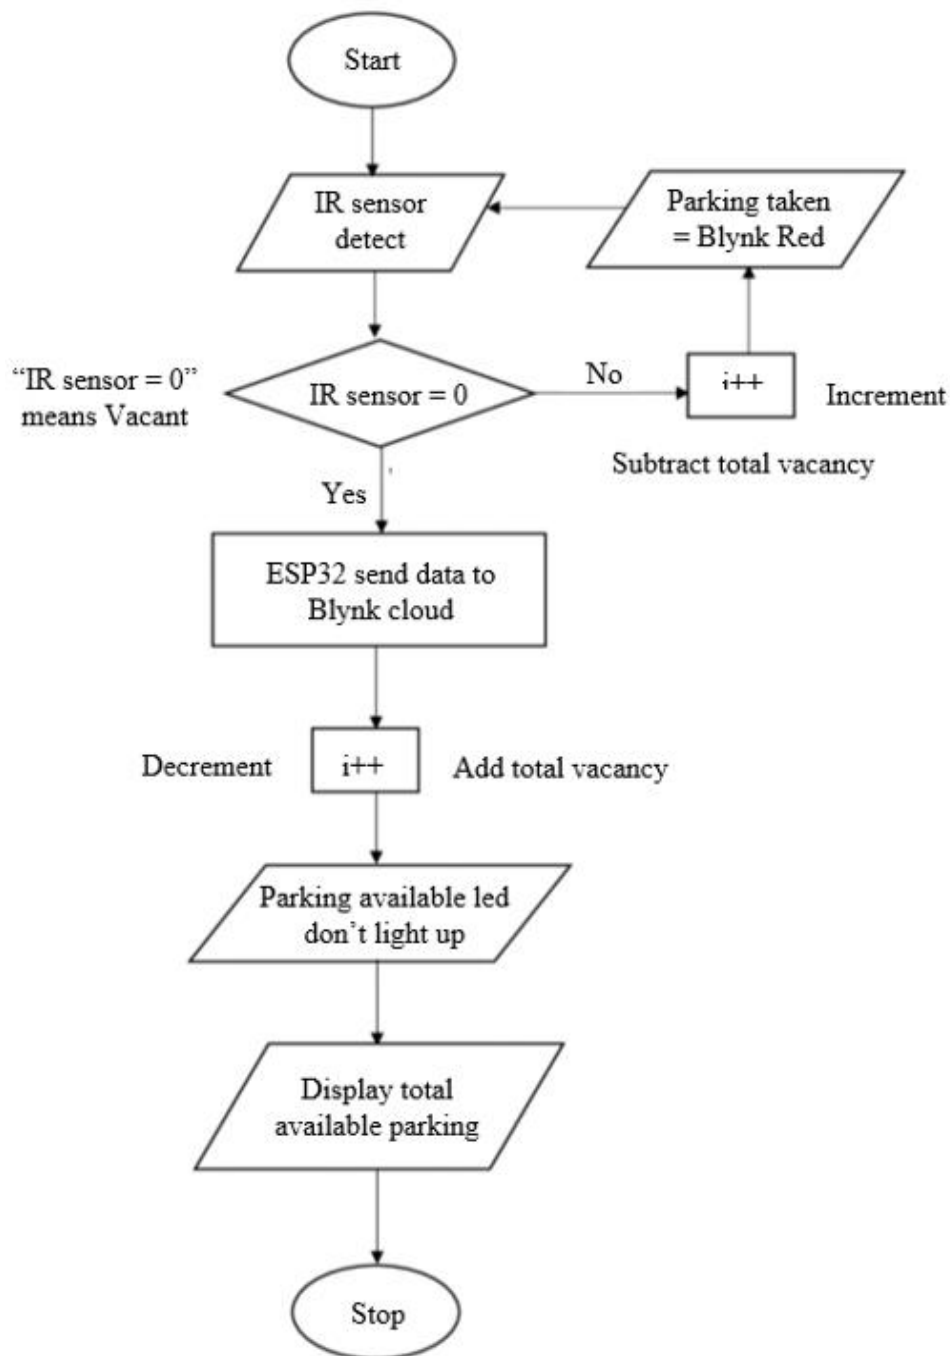 Start
IR sensor
detect
Parking taken
= Blynk Red
“IR sensor = 0”
means Vacant
IR sensor = 0
No
i++
Increment
Subtract total vacancy
Yes
ESP32 send data to
Blynk cloud
Decrement
i++
Add total vacancy
Parking available led
don’t light up
Display total
available parking
Stop